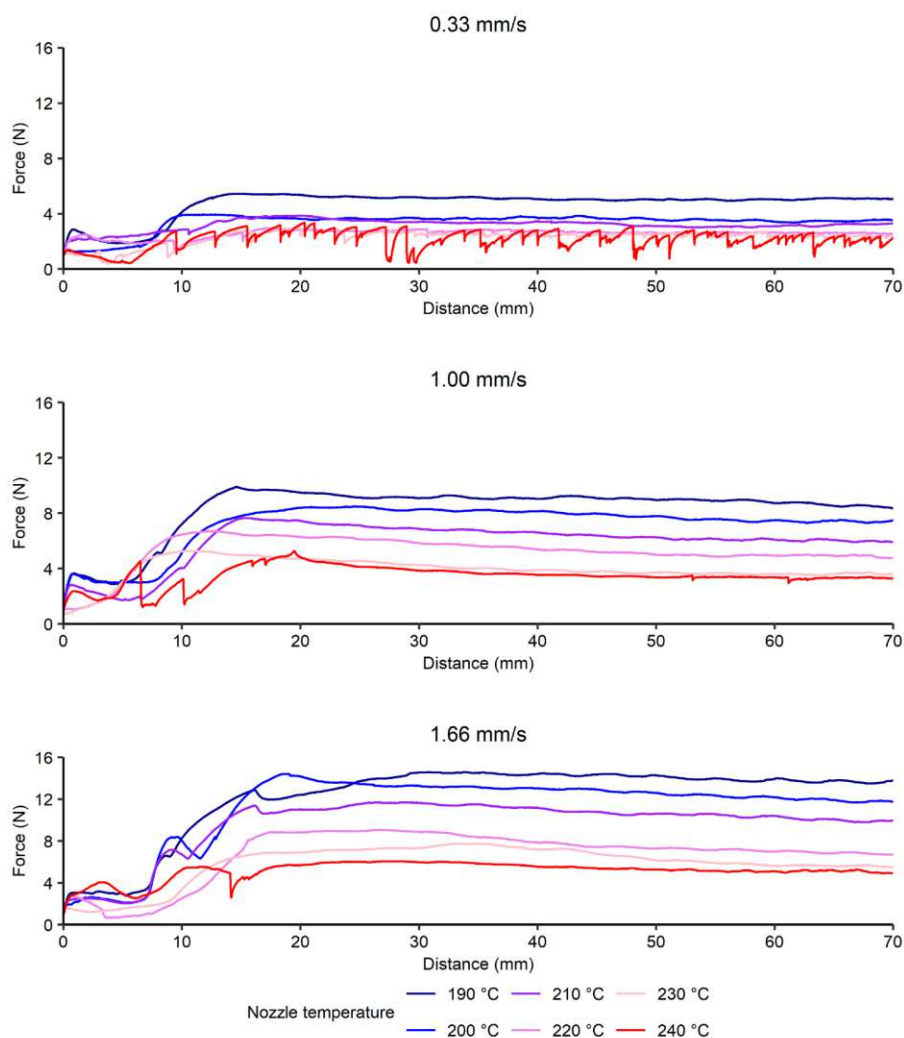 0.33 mm/s
16
12
8
4
0
Force (N)
0 10 20 30 40 50 60 70
Distance (mm)
1.00 mm/s
16
12
8
4
0
Force (N)
0 10 20 30 40 50 60 70
Distance (mm)
1.66 mm/s
16
12
8
4
0
Force (N)
0 10 20 30 40 50 60 70
Distance (mm)
Nozzle temperature
190 °C 210 °C 230 °C
200 °C 220 °C 240 °C